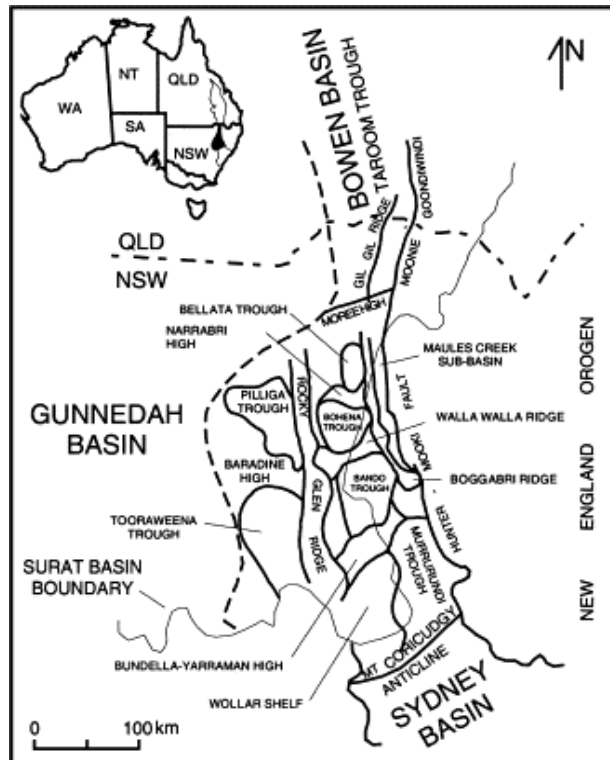 N
NT
QLD
WA
SA
NSW
BOWEN BASIN
TAROOM TROUGH
GOONDIWINDI
GIL GIL RIDGE
MOONIE
QLD
NSW
BELLATA TROUGH
MOREE HIGH
NARRABRI
HIGH
MAULES CREEK
SUB-BASIN
OROGEN
PILLIGA
TROUGH
ROCKY
BOHENA
TROUGH
FAULT
WALLA WALLA RIDGE
GUNNEDAH
BASIN
BARADINE
HIGH
GLEN
BANDO
TROUGH
MOOKI
BOGGABRI RIDGE
ENGLAND
TOORAWEENA
TROUGH
RIDGE
MURRURUNDI
TROUGH
HUNTER -
SURAT BASIN
BOUNDARY
NEW
BUNDELLA-YARRAMAN HIGH
MT CORICUDGY
ANTICLINE
WOLLAR SHELF
SYDNEY
BASIN
0 100 km